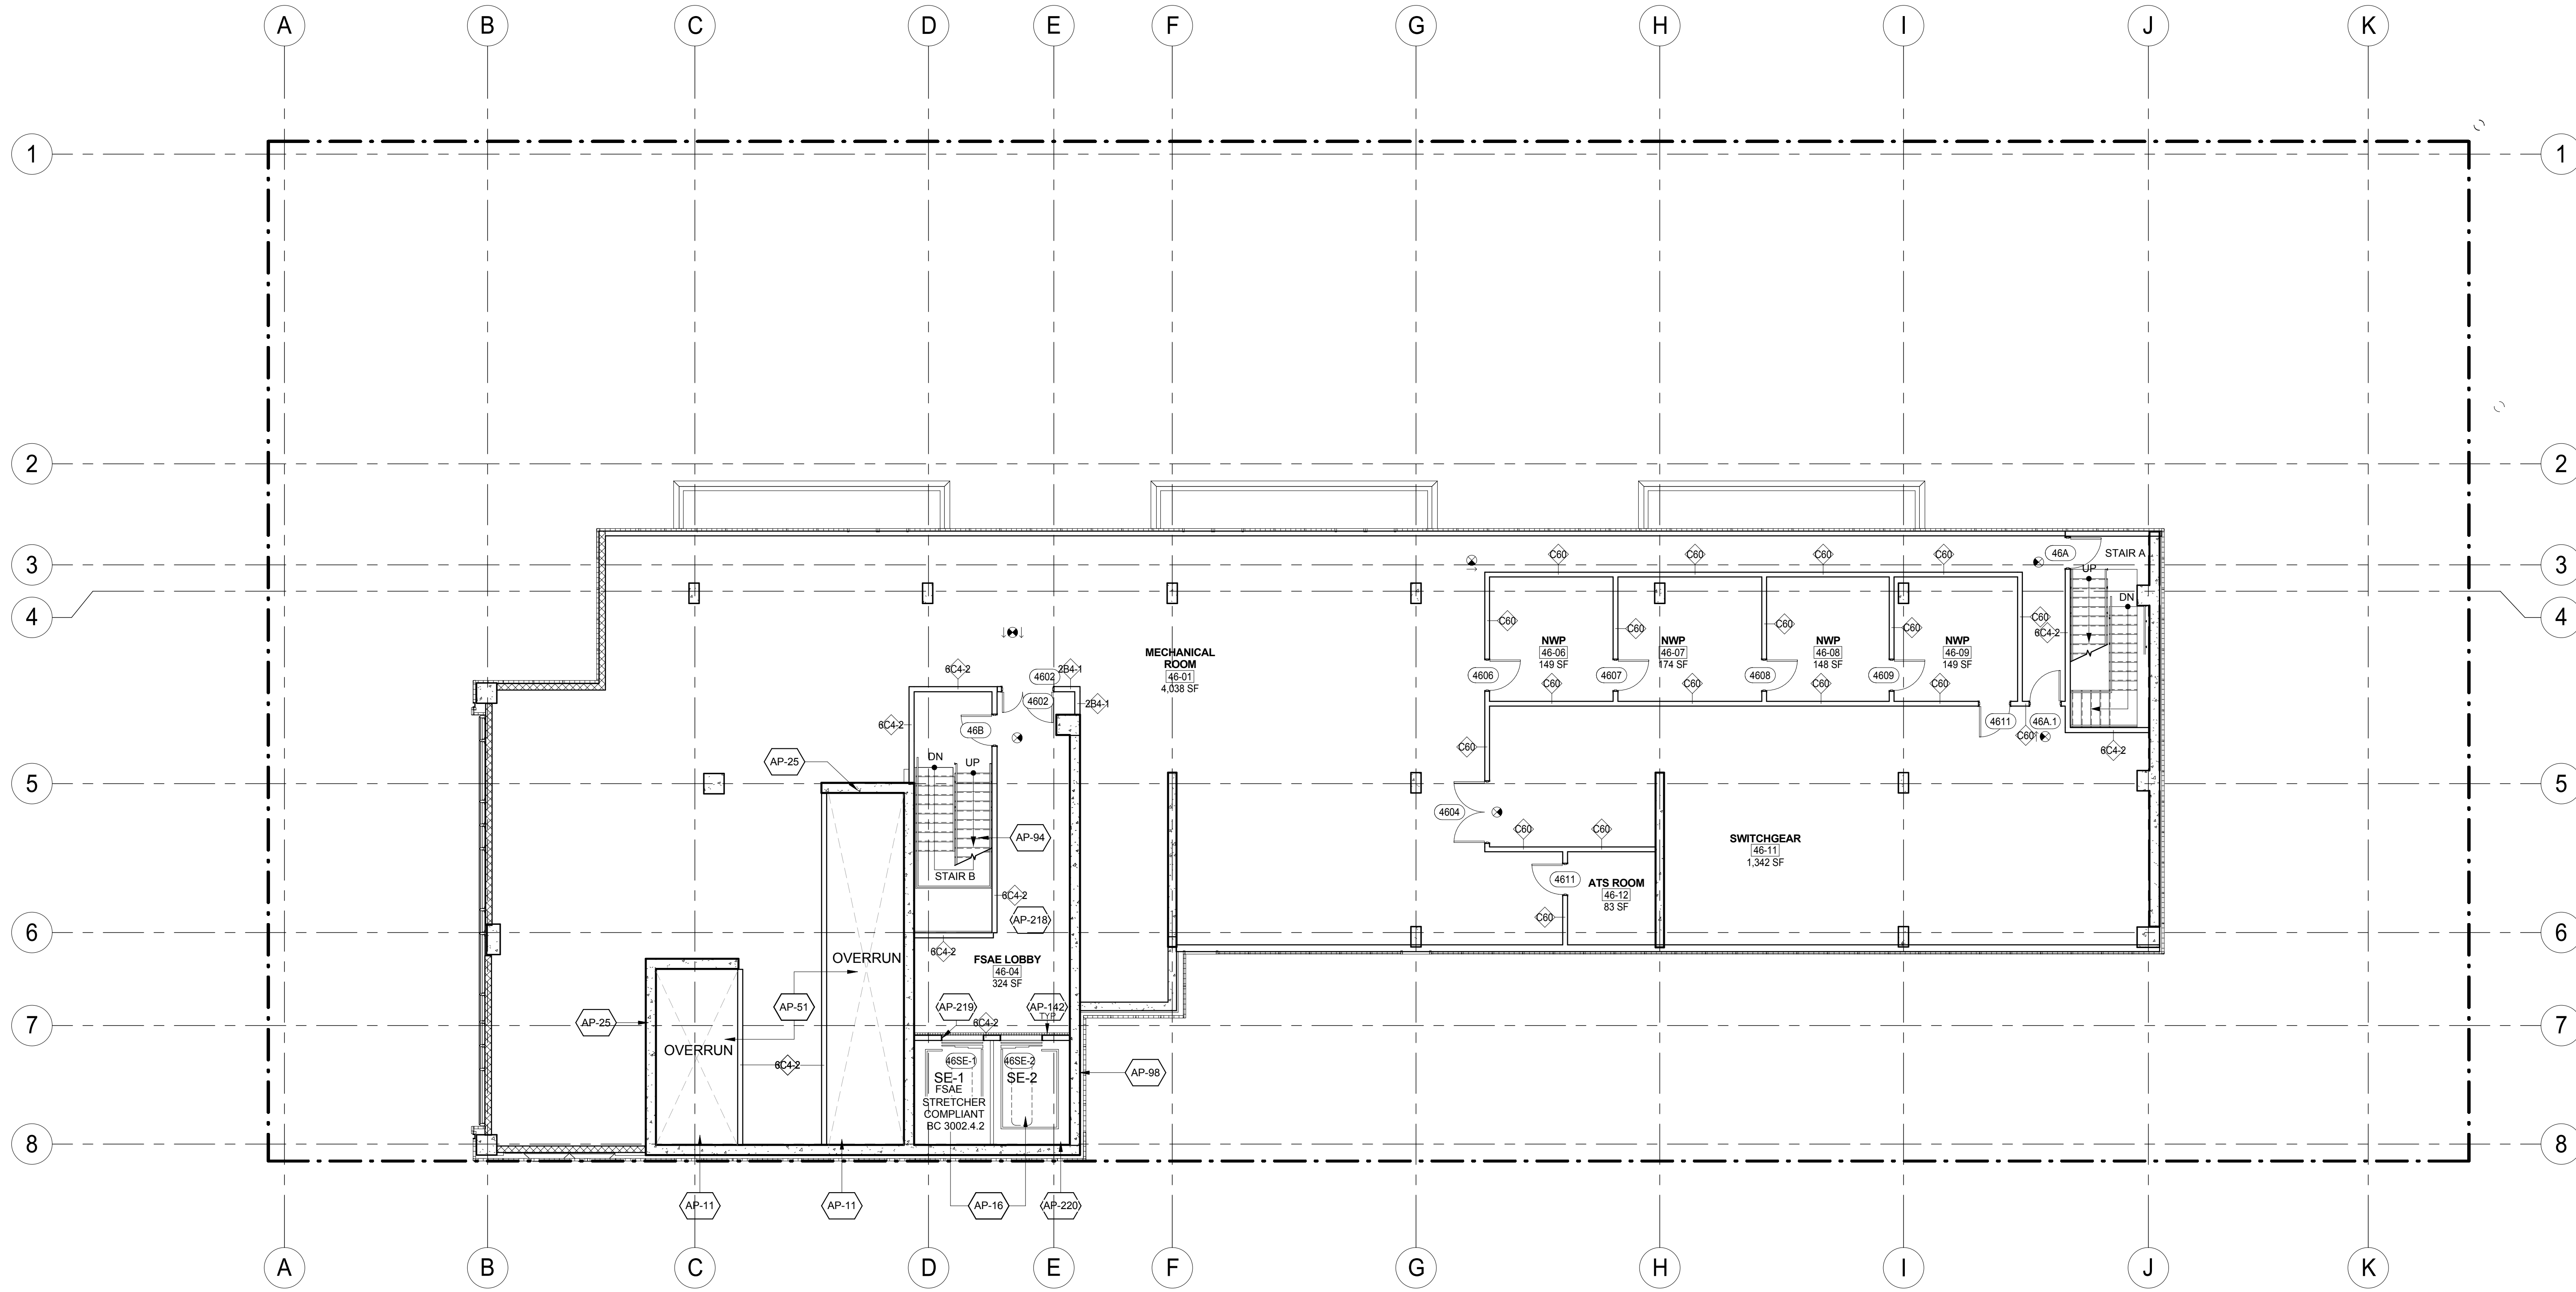 A B C D E F G H I J K
1 1
2 2
3 3
4 4
5 5
6 6
7 7
8 8
A B C D E F G H I J K
C60 C60 C60 C60
46A
STAIR A
UP
DN
C60 C60 C60 C60 C60
6C4-2
NWP
46-06
149 SF
NWP
46-07
174 SF
NWP
46-08
148 SF
NWP
46-09
149 SF
4606 4607 4608 4609
C60 C60 C60 C60
4611
46A.1
C60
6C4-2
MECHANICAL
ROOM
46-01
4,038 SF
6C4-2
4602
2B4-1
4602
2B4-1
6C4-2
46B
AP-25
DN
UP
AP-94
STAIR B
6C4-2
AP-218
6C4-2
C60
4604
C60 C60
SWITCHGEAR
46-11
1,342 SF
4611
ATS ROOM
46-12
83 SF
C60
OVERRUN
FSAE LOBBY
46-04
324 SF
AP-51
AP-219
AP-142
TYP
6C4-2
AP-25
OVERRUN
6C4-2
46SE-1
46SE-2
SE-1
SE-2
FSAE
STRETCHER
COMPLIANT
BC 3002.4.2
AP-98
AP-11
AP-11
AP-16
AP-220